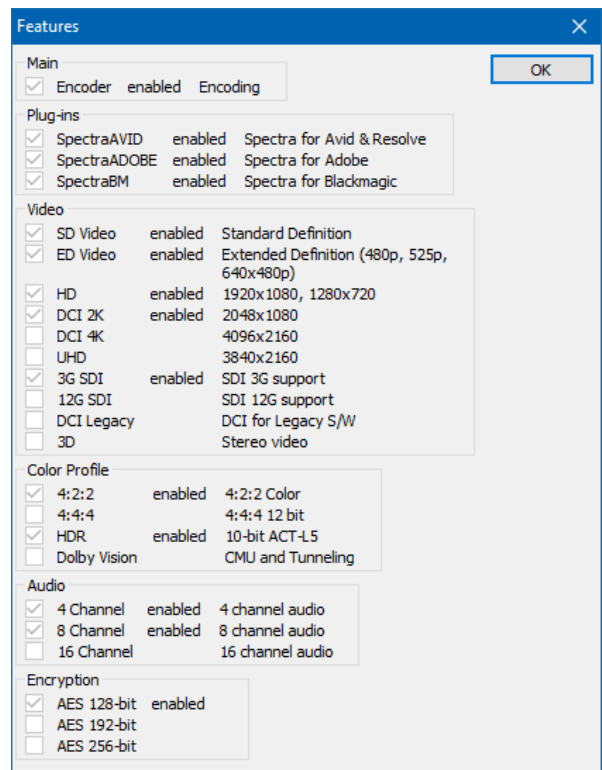 Features
OK
Main
Encoder enabled Encoding
Plug-ins
SpectraAVID enabled Spectra for Avid & Resolve
SpectraADOBE enabled Spectra for Adobe
SpectraBM enabled Spectra for Blackmagic
Video
SD Video enabled Standard Definition
ED Video enabled Extended Definition (480p, 525p,
640x480p)
HD enabled 1920x1080, 1280x720
DCI 2K enabled 2048x1080
DCI 4K 4096x2160
UHD 3840x2160
3G SDI enabled SDI 3G support
12G SDI SDI 12G support
DCI Legacy DCI for Legacy S/W
3D Stereo video
Color Profile
4:2:2 enabled 4:2:2 Color
4:4:4 4:4:4 12 bit
HDR enabled 10-bit ACT-L5
Dolby Vision CMU and Tunneling
Audio
4 Channel enabled 4 channel audio
8 Channel enabled 8 channel audio
16 Channel 16 channel audio
Encryption
AES 128-bit enabled
AES 192-bit
AES 256-bit